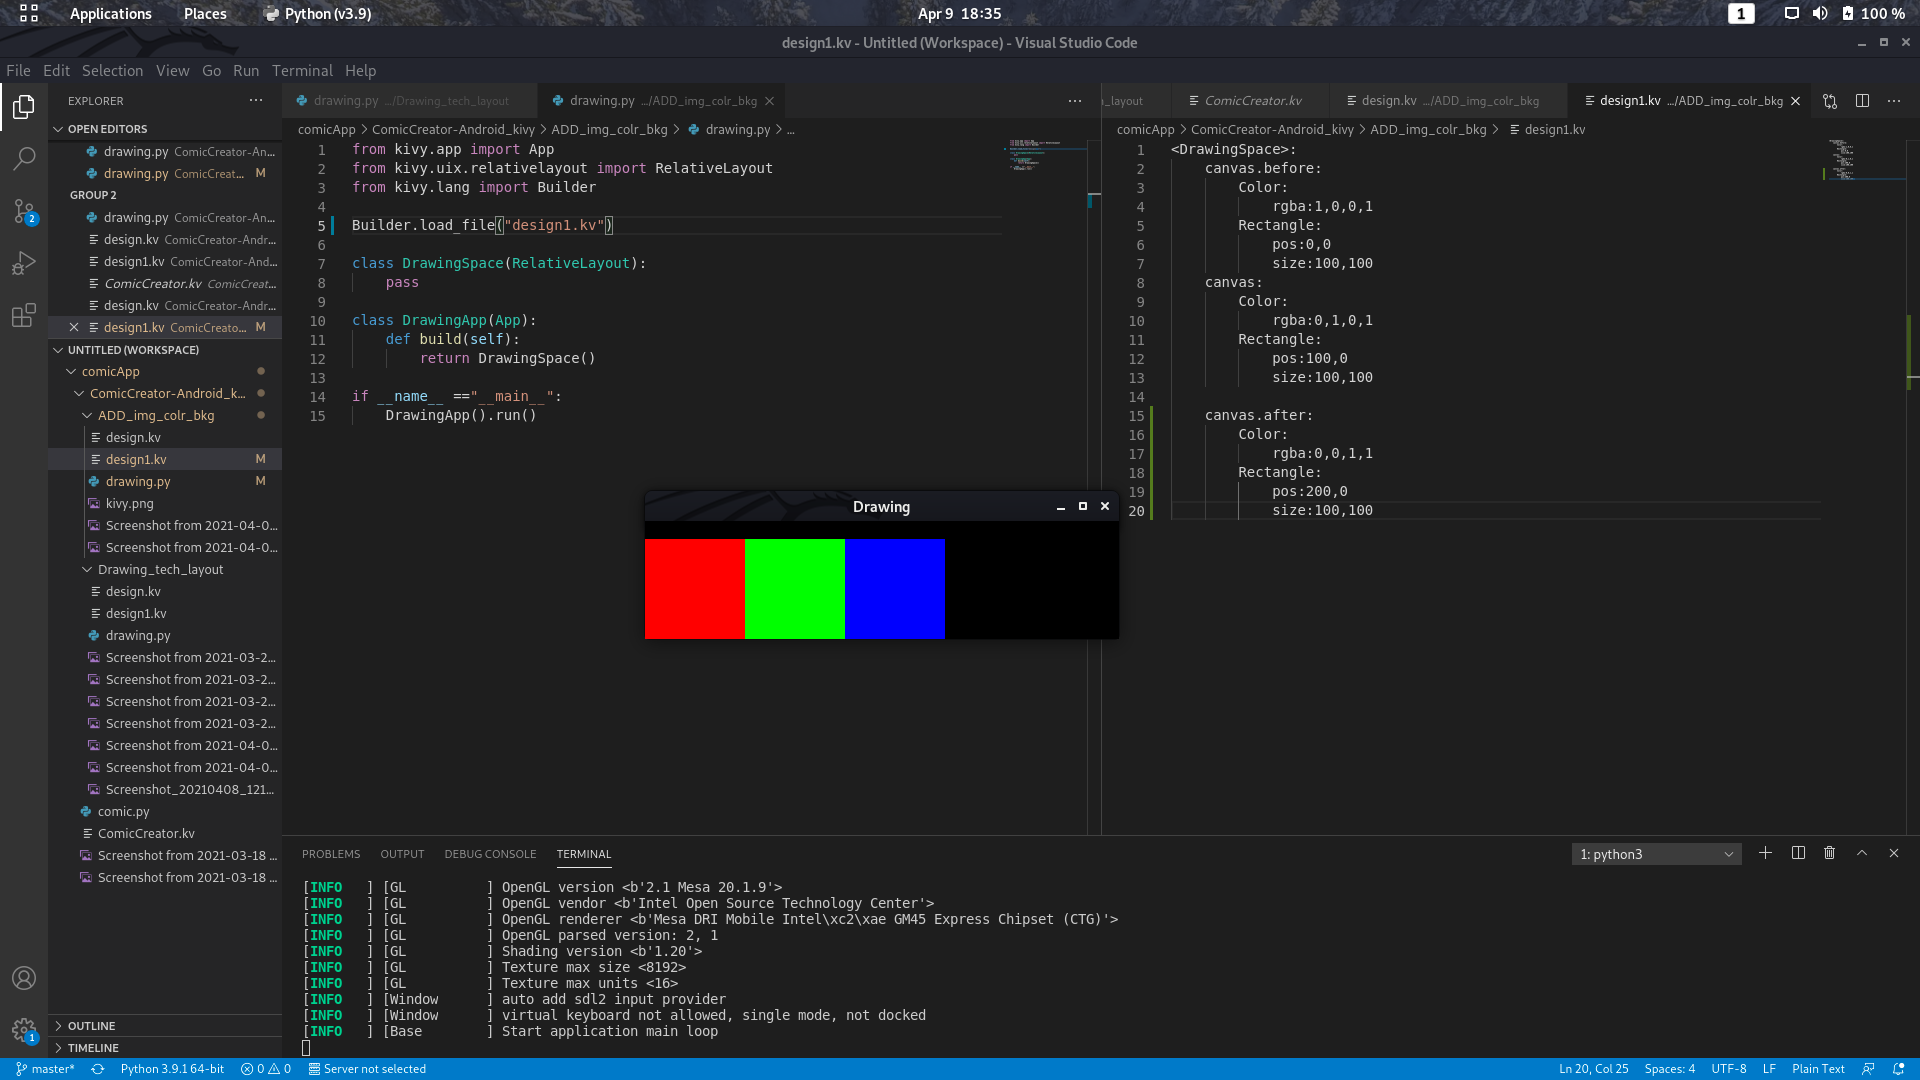 Applications Places Python (v3.9) Apr 9 18:35 1 100 %
design1.kv - Untitled (Workspace) - Visual Studio Code
File Edit Selection View Go Run Terminal Help
EXPLORER
OPEN EDITORS
drawing.py ComicCreator-An...
drawing.py ComicCreat... M
GROUP 2
drawing.py ComicCreator-An...
design.kv ComicCreator-Andr...
design1.kv ComicCreator-And...
ComicCreator.kv ComicCreat...
design.kv ComicCreator-Andr...
design1.kv ComicCreato... M
UNTITLED (WORKSPACE)
comicApp
ComicCreator-Android_k...
ADD_img_colr_bkg
design.kv
design1.kv M
drawing.py M
kivy.png
Screenshot from 2021-04-0...
Screenshot from 2021-04-0...
Drawing_tech_layout
design.kv
design1.kv
drawing.py
Screenshot from 2021-03-2...
Screenshot from 2021-03-2...
Screenshot from 2021-03-2...
Screenshot from 2021-03-2...
Screenshot from 2021-04-0...
Screenshot from 2021-04-0...
Screenshot_20210408_121...
comic.py
ComicCreator.kv
Screenshot from 2021-03-18 ...
Screenshot from 2021-03-18 ...
OUTLINE
TIMELINE
2
1
drawing.py .../Drawing_tech_layout drawing.py .../ADD_img_colr_bkg
comicApp > ComicCreator-Android_kivy > ADD_img_colr_bkg > drawing.py > ...
1 from kivy.app import App
2 from kivy.uix.relativelayout import RelativeLayout
3 from kivy.lang import Builder
4
5 Builder.load_file("design1.kv")
6
7 class DrawingSpace(RelativeLayout):
8     pass
9
10 class DrawingApp(App):
11     def build(self):
12         return DrawingSpace()
13
14 if __name__ =="__main__":
15     DrawingApp().run()
n_layout ComicCreator.kv design.kv .../ADD_img_colr_bkg design1.kv .../ADD_img_colr_bkg
comicApp > ComicCreator-Android_kivy > ADD_img_colr_bkg > design1.kv
1 <DrawingSpace>:
2     canvas.before:
3         Color:
4             rgba:1,0,0,1
5         Rectangle:
6             pos:0,0
7             size:100,100
8     canvas:
9         Color:
10             rgba:0,1,0,1
11         Rectangle:
12             pos:100,0
13             size:100,100
14
15     canvas.after:
16         Color:
17             rgba:0,0,1,1
18         Rectangle:
19             pos:200,0
20             size:100,100
Drawing
PROBLEMS OUTPUT DEBUG CONSOLE TERMINAL 1: python3
[INFO   ] [GL          ] OpenGL version <b'2.1 Mesa 20.1.9'>
[INFO   ] [GL          ] OpenGL vendor <b'Intel Open Source Technology Center'>
[INFO   ] [GL          ] OpenGL renderer <b'Mesa DRI Mobile Intel\xc2\xae GM45 Express Chipset (CTG)'>
[INFO   ] [GL          ] OpenGL parsed version: 2, 1
[INFO   ] [GL          ] Shading version <b'1.20'>
[INFO   ] [GL          ] Texture max size <8192>
[INFO   ] [GL          ] Texture max units <16>
[INFO   ] [Window      ] auto add sdl2 input provider
[INFO   ] [Window      ] virtual keyboard not allowed, single mode, not docked
[INFO   ] [Base        ] Start application main loop
master* Python 3.9.1 64-bit 0 0 Server not selected Ln 20, Col 25 Spaces: 4 UTF-8 LF Plain Text